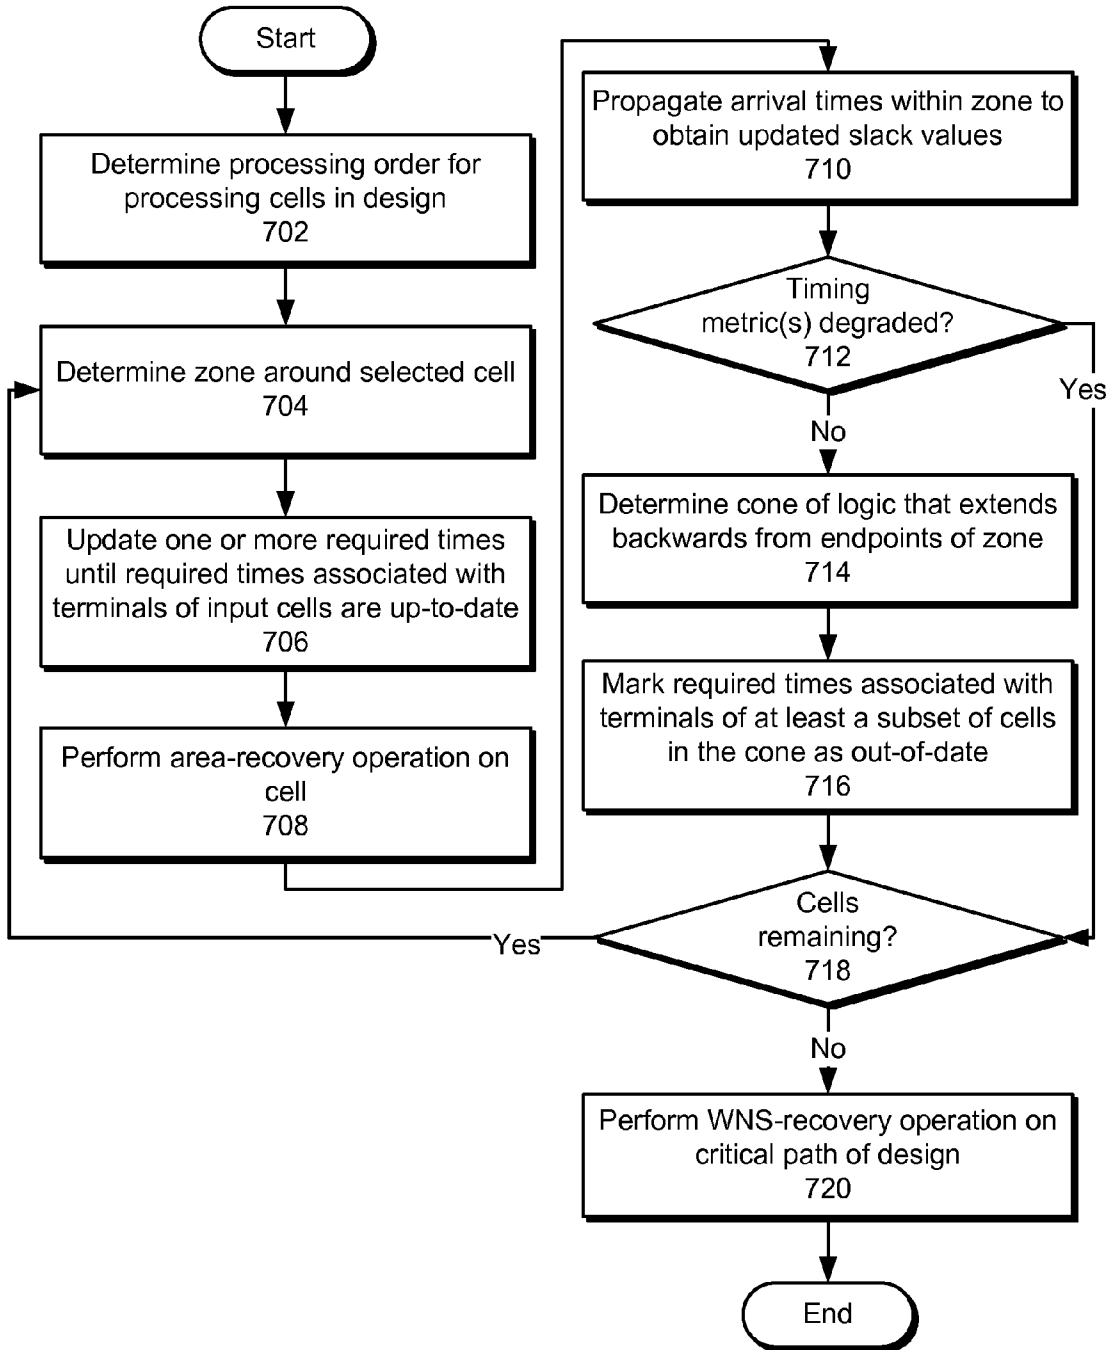 Start
Determine processing order for
processing cells in design
702
Determine zone around selected cell
704
Update one or more required times
until required times associated with
terminals of input cells are up-to-date
706
Perform area-recovery operation on
cell
708
Propagate arrival times within zone to
obtain updated slack values
710
Timing
metric(s) degraded?
712
Yes
No
Determine cone of logic that extends
backwards from endpoints of zone
714
Mark required times associated with
terminals of at least a subset of cells
in the cone as out-of-date
716
Cells
remaining?
718
Yes
No
Perform WNS-recovery operation on
critical path of design
720
End